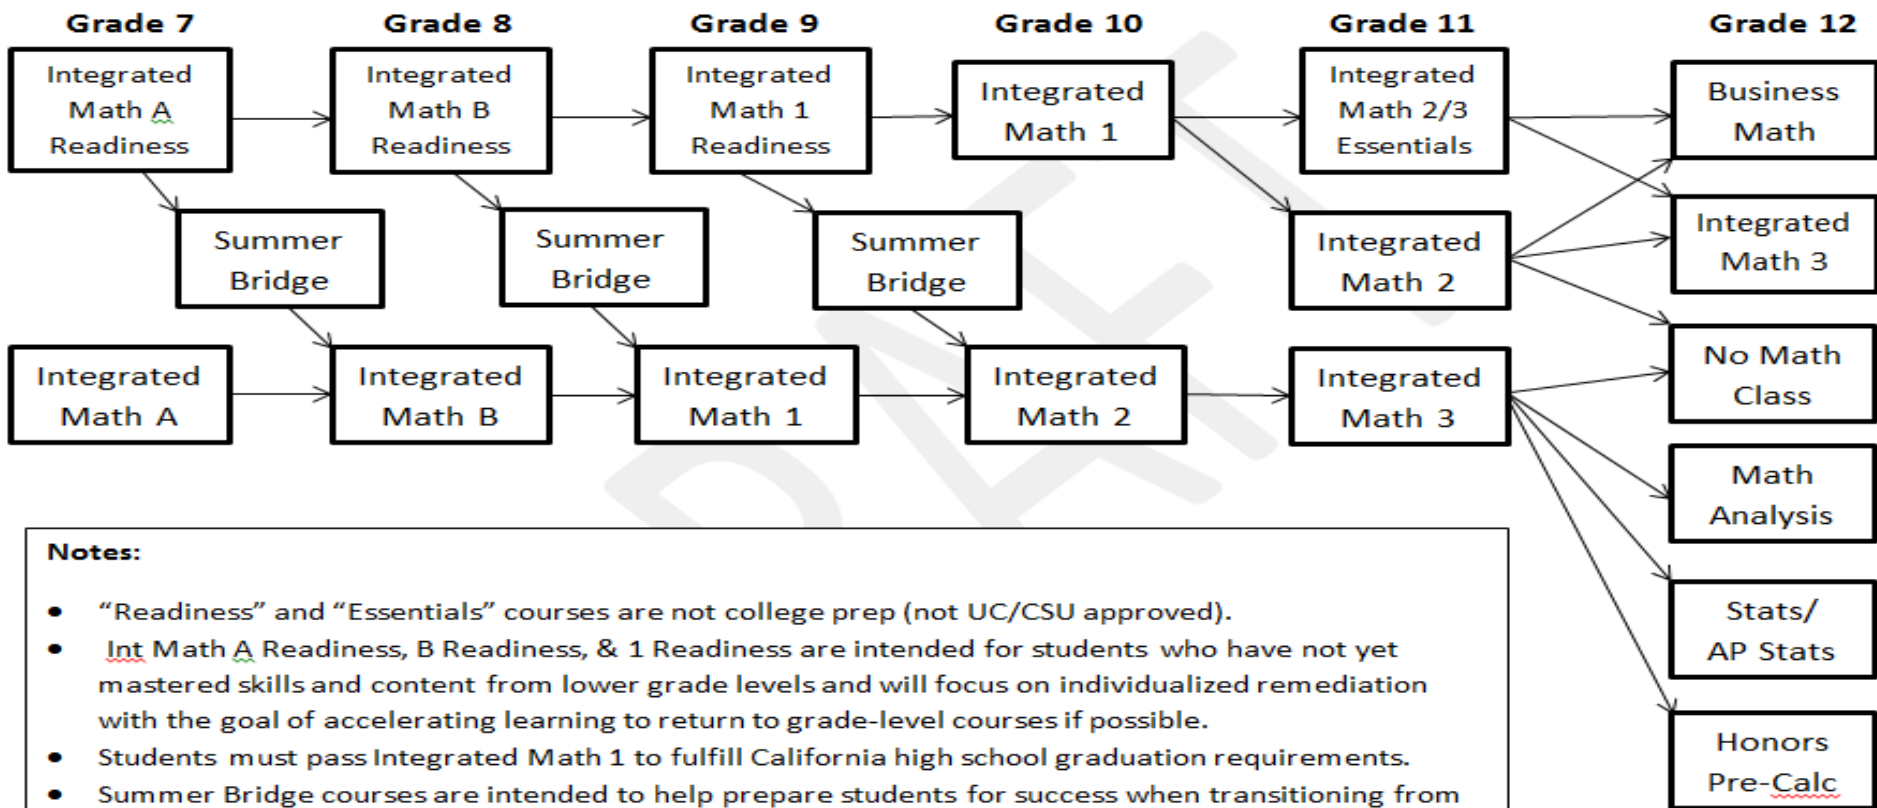 Grade 7
Grade 8
Grade 9
Grade 10
Grade 11
Grade 12
Integrated
Math A
Readiness
Integrated
Math B
Readiness
Integrated
Math 1
Readiness
Integrated
Math 1
Integrated
Math 2/3
Essentials
Business
Math
Summer
Bridge
Summer
Bridge
Summer
Bridge
Integrated
Math 2
Integrated
Math 3
Integrated
Math A
Integrated
Math B
Integrated
Math 1
Integrated
Math 2
Integrated
Math 3
No Math
Class
Math
Analysis
Stats/
AP Stats
Honors
Pre-Calc
DRAFT
Notes:
• “Readiness” and “Essentials” courses are not college prep (not UC/CSU approved).
• Int Math A Readiness, B Readiness, & 1 Readiness are intended for students who have not yet
mastered skills and content from lower grade levels and will focus on individualized remediation
with the goal of accelerating learning to return to grade-level courses if possible.
• Students must pass Integrated Math 1 to fulfill California high school graduation requirements.
• Summer Bridge courses are intended to help prepare students for success when transitioning from